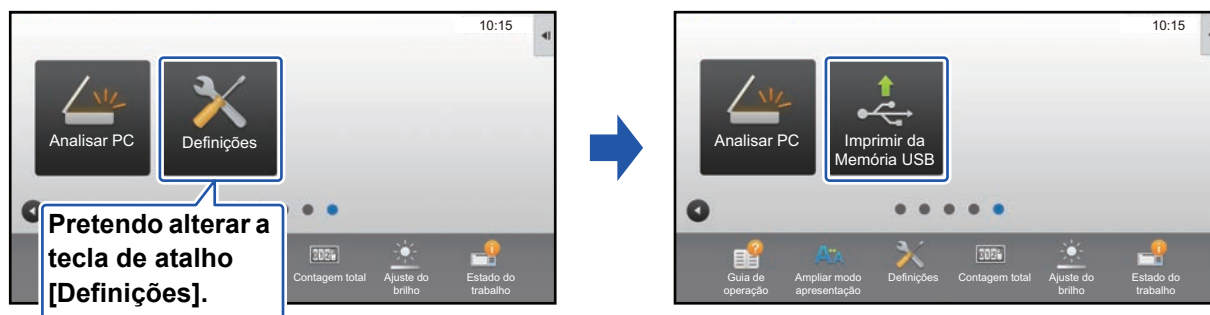 10:15
Analisar PC
Definições
Pretendo alterar a
tecla de atalho
[Definições].
Contagem total
Ajuste do
brilho
Estado do
trabalho
10:15
Analisar PC
Imprimir da
Memória USB
Guia de
operação
Ampliar modo
apresentação
Definições
Contagem total
Ajuste do
brilho
Estado do
trabalho